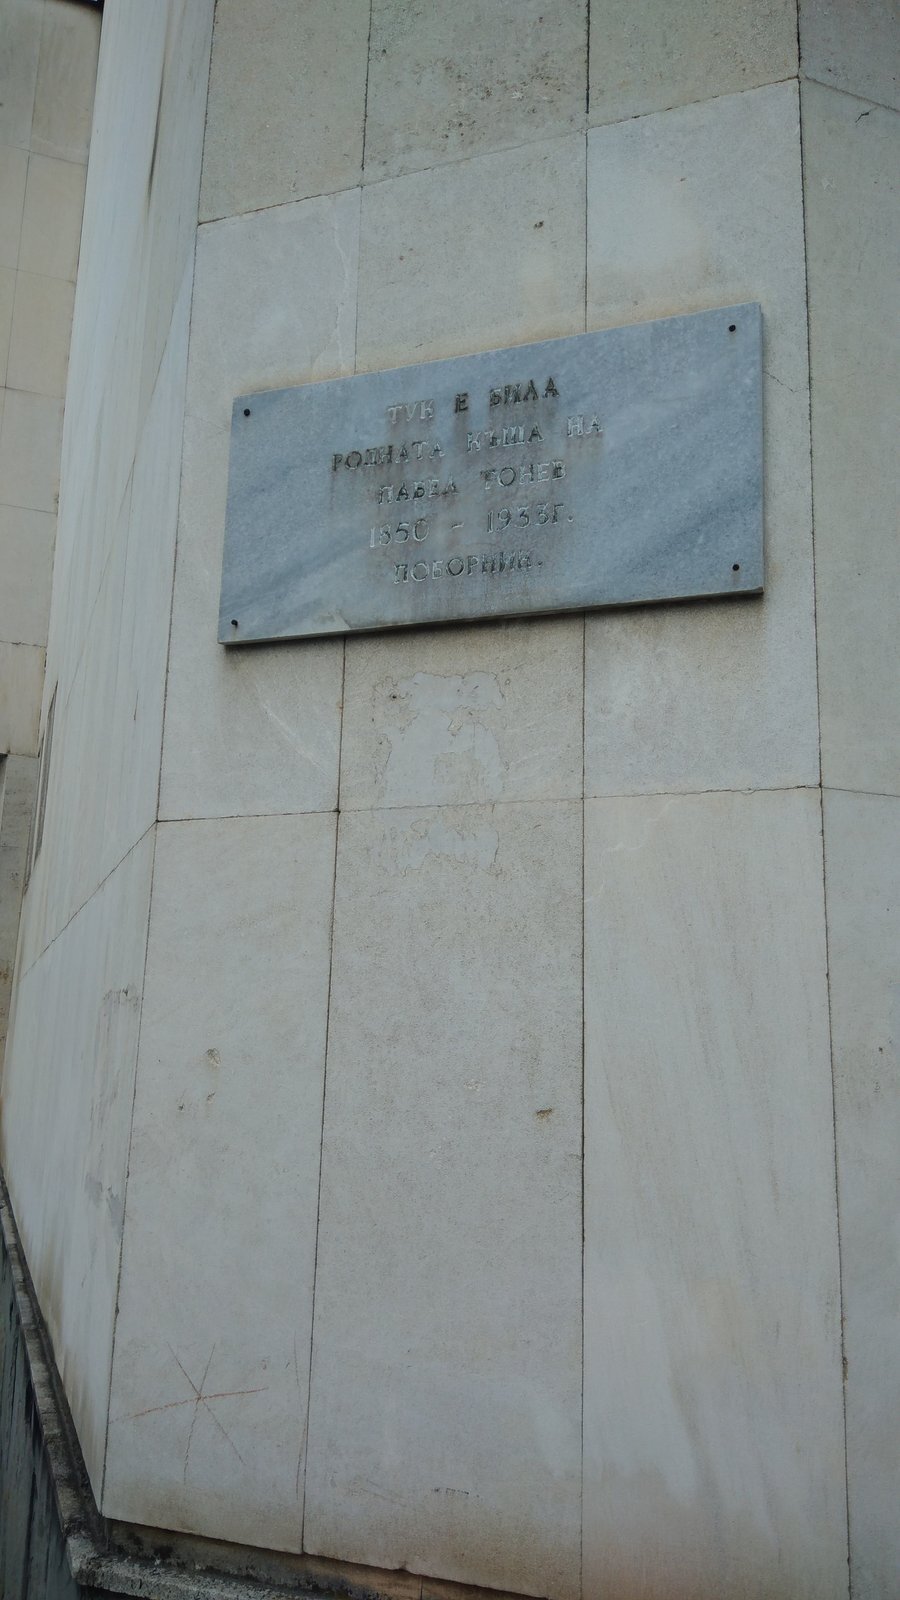 ТУК Е БИЛА
РОДНАТА КЪЩА НА
ПАВЕЛ ТОНЕВ
1850 - 1933г.
ПОБОРНИК.